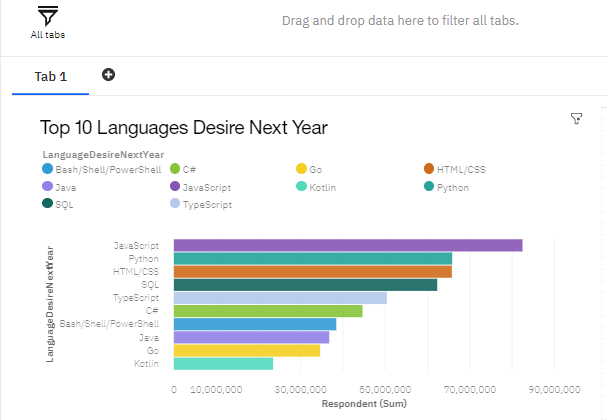 All tabs
Drag and drop data here to filter all tabs.
Tab 1
Top 10 Languages Desire Next Year
LanguageDesireNextYear
Bash/Shell/PowerShell C# Go HTML/CSS
Java JavaScript Kotlin Python
SQL TypeScript
LanguageDesireNextYear
JavaScript
Python
HTML/CSS
SQL
TypeScript
C#
Bash/Shell/PowerShell
Java
Go
Kotlin
0 10,000,000 30,000,000 50,000,000 70,000,000 90,000,000
Respondent (Sum)